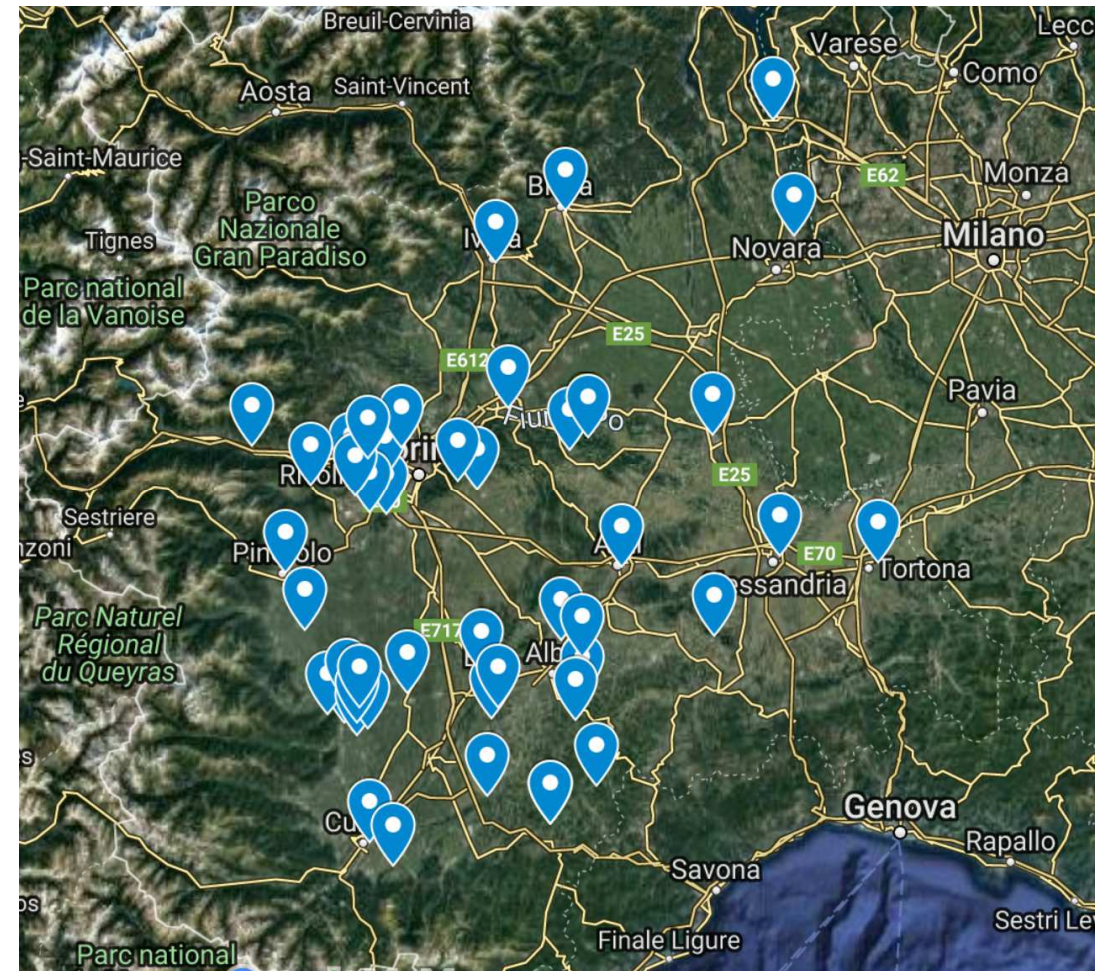 Breuil-Cervinia
Lecc
Varese
Como
Aosta
Saint-Vincent
-Saint-Maurice
E62
Monza
Parco
Nazionale
Gran Paradiso
Tignes
Novara
Milano
Parc national
de la Vanoise
E25
E612
Pavia
E25
Sestriere
nzoni
E70
Tortona
Parc Naturel
Régional
du Queyras
E717
Genova
Rapallo
Savona
Sestri Le
Finale Ligure
Parc national